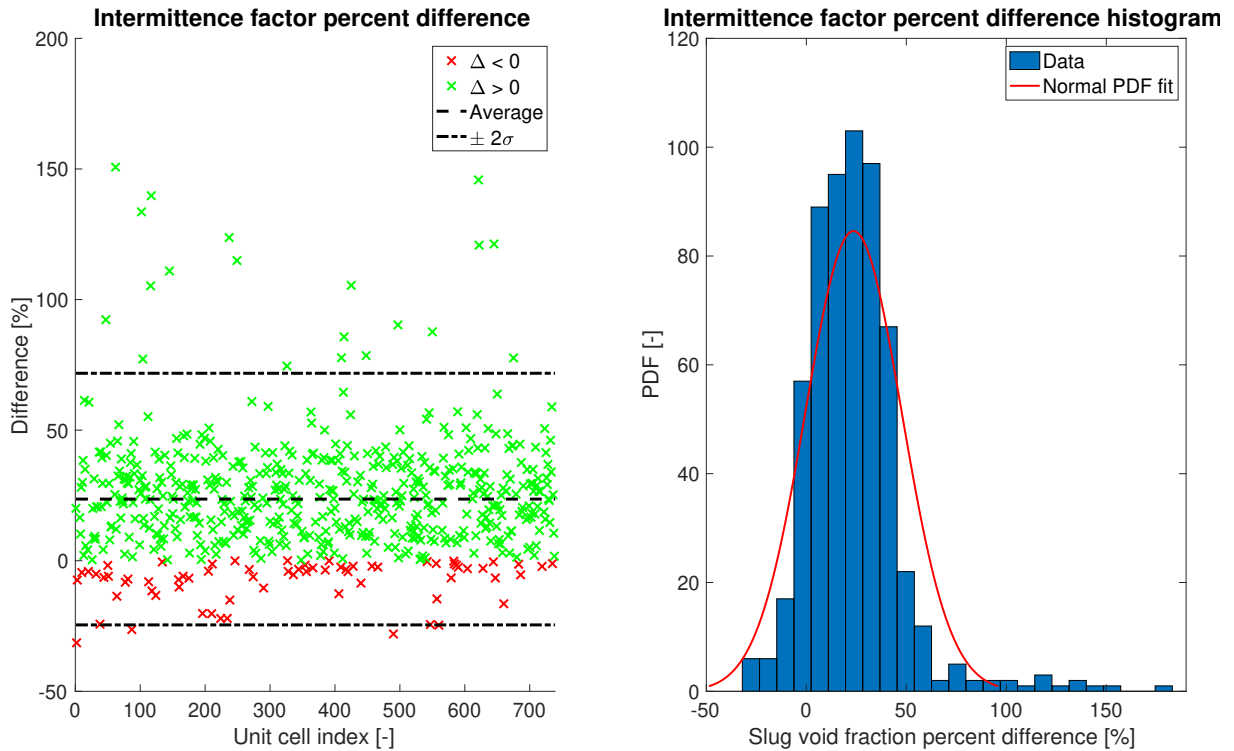 Intermittence factor percent difference
200
150
100
50
0
-50
Difference [%]
0 100 200 300 400 500 600 700
Unit cell index [-]
Δ < 0
Δ > 0
Average
± 2σ
Intermittence factor percent difference histogram
120
100
80
60
40
20
0
PDF [-]
-50 0 50 100 150
Slug void fraction percent difference [%]
Data
Normal PDF fit